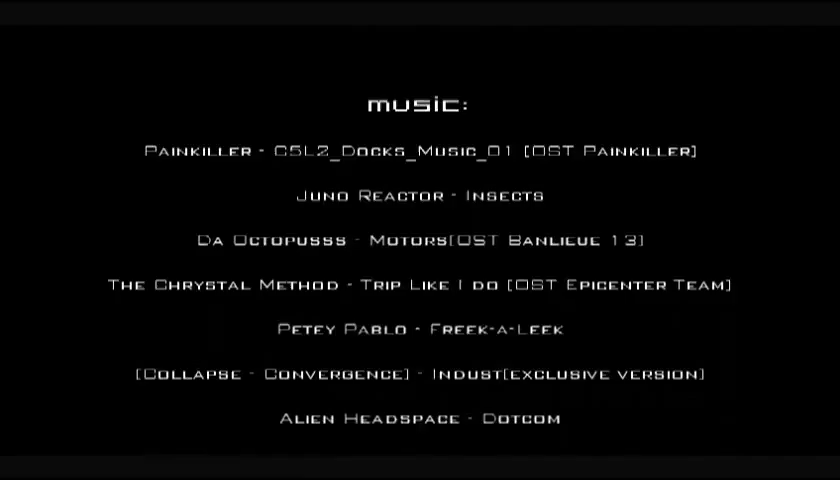 music:
Painkiller - C5L2_Docks_Music_01 [OST Painkiller]
Juno Reactor - Insects
Da Octopusss - Motors[OST Banlieue 13]
The Chrystal Method - Trip Like I do [OST Epicenter Team]
Petey Pablo - Freek-a-Leek
[Collapse - Convergence] - Indust[exclusive version]
Alien Headspace - Dotcom